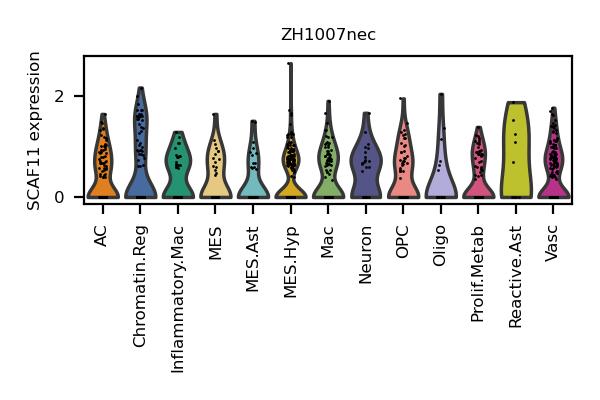 ZH1007nec
SCAF11 expression
2
0
AC
Chromatin.Reg
Inflammatory.Mac
MES
MES.Ast
MES.Hyp
Mac
Neuron
OPC
Oligo
Prolif.Metab
Reactive.Ast
Vasc